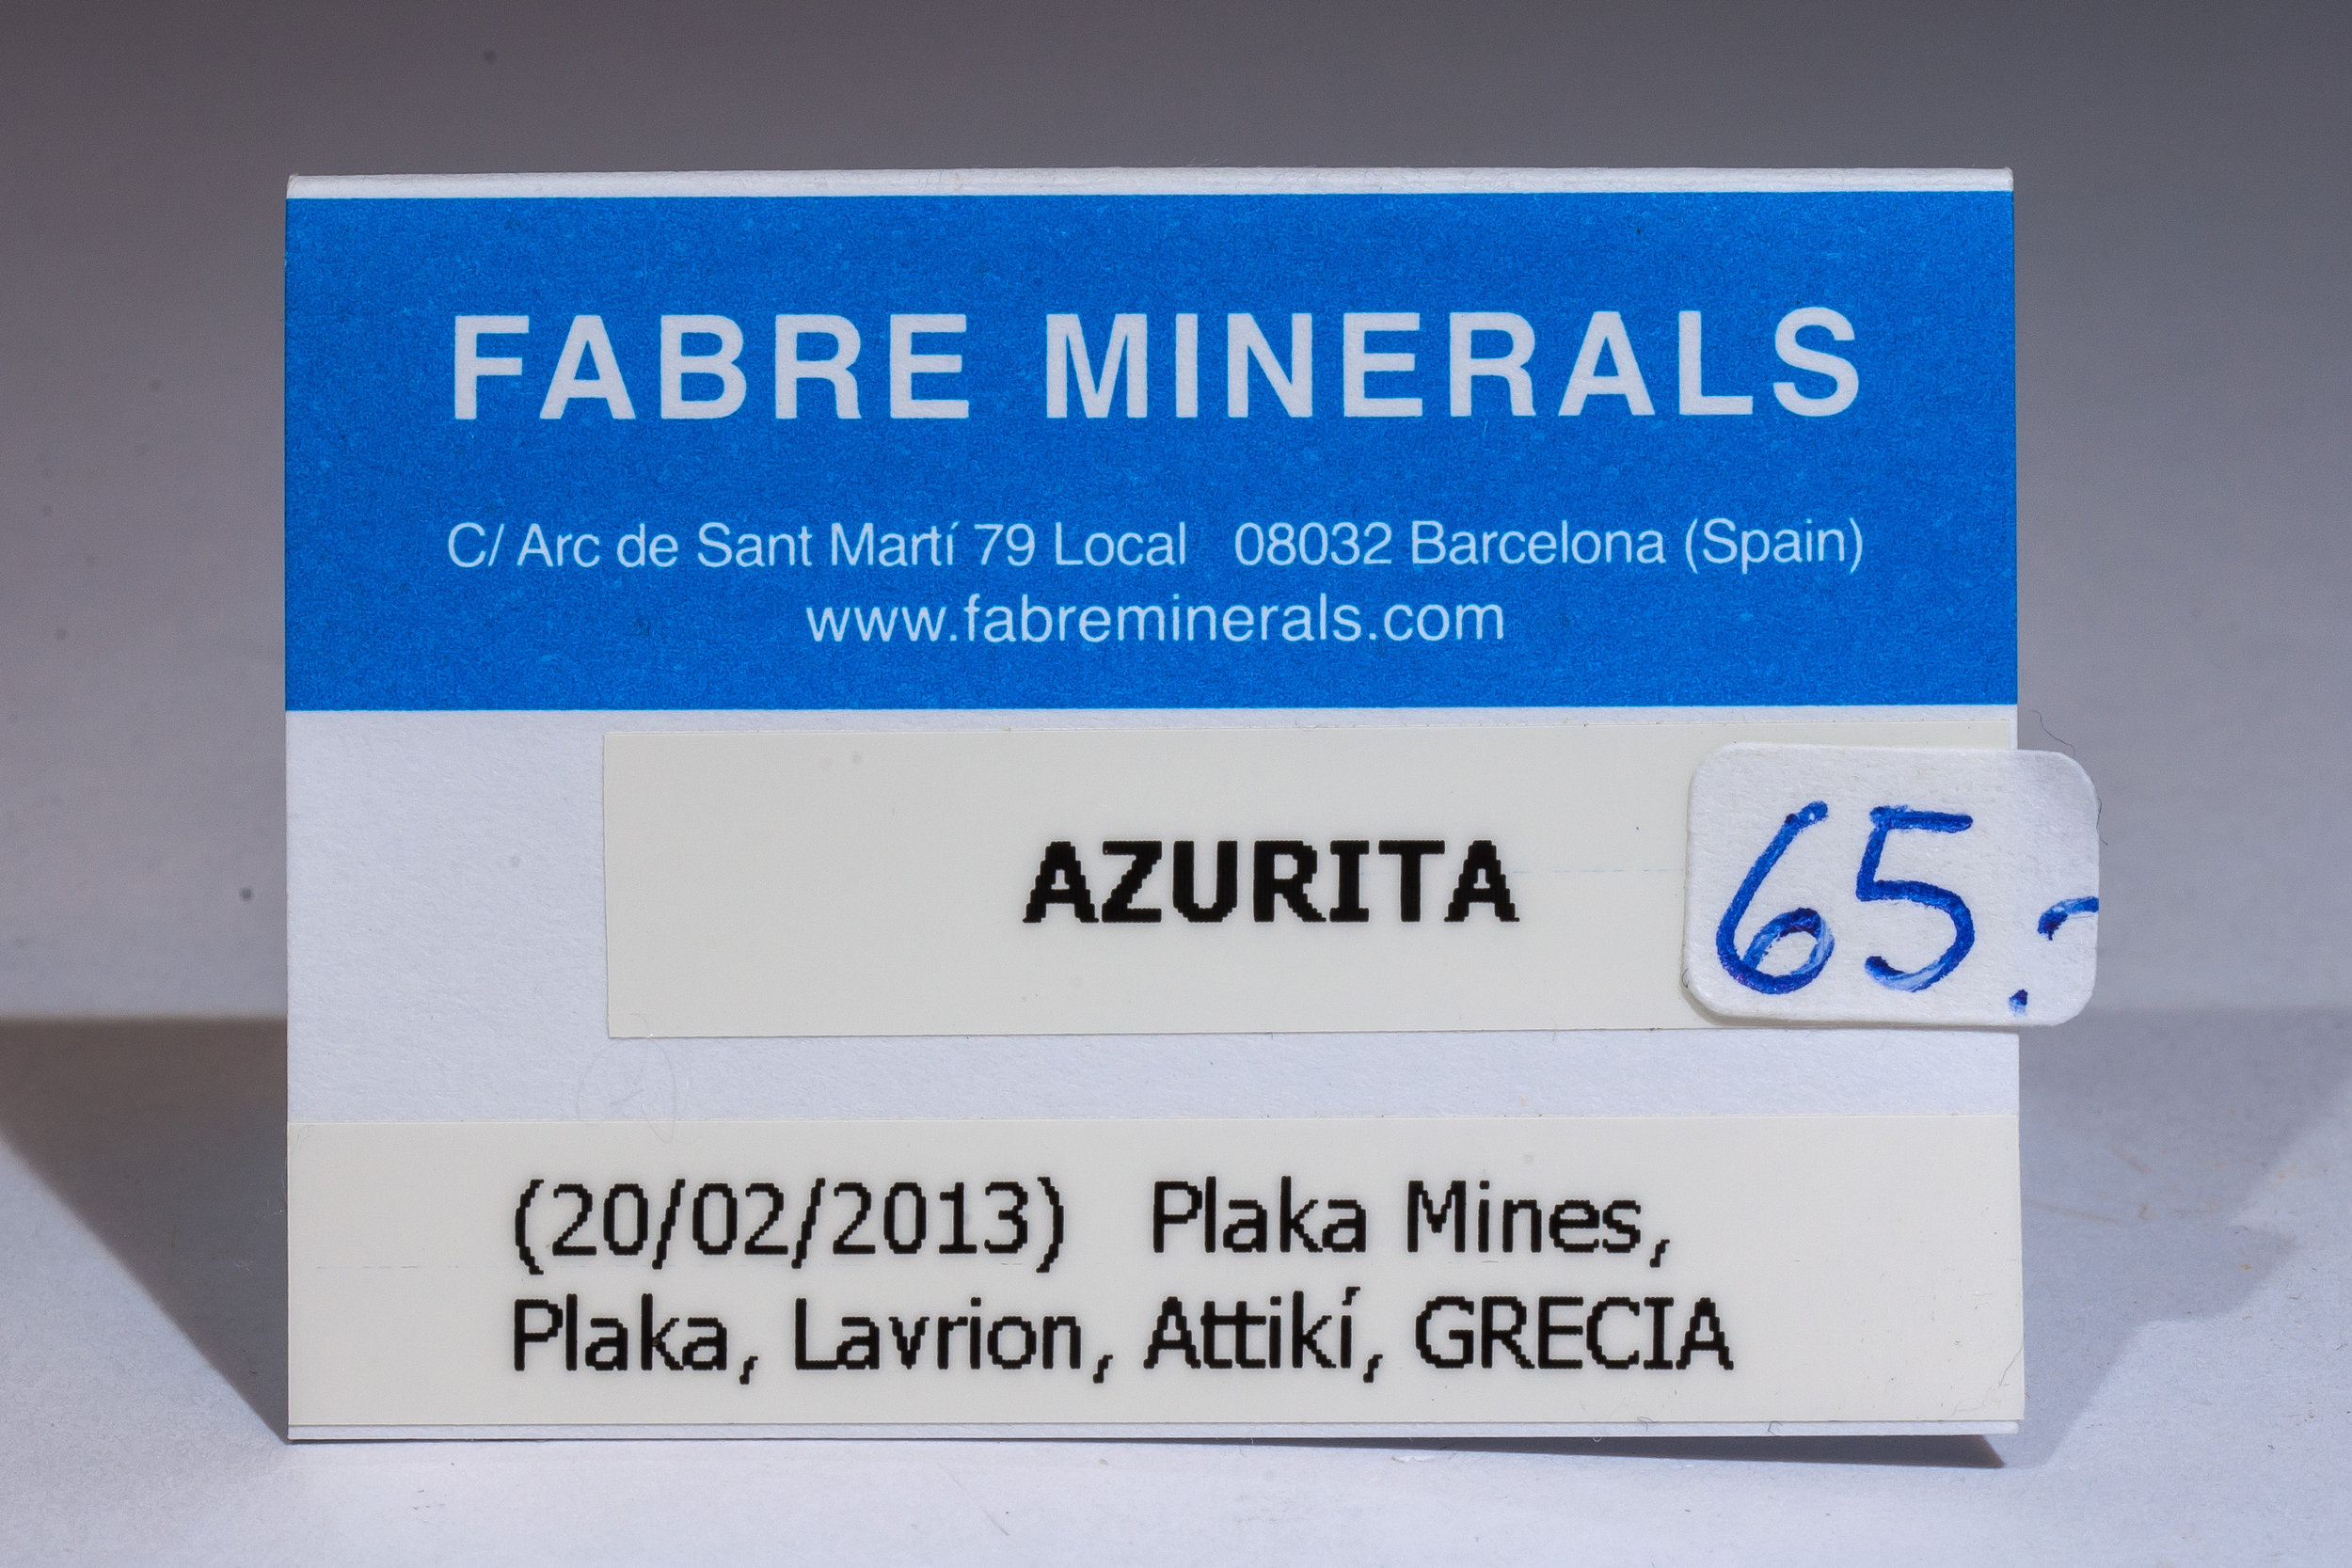 FABRE MINERALS
C/ Arc de Sant Martí 79 Local 08032 Barcelona (Spain)
www.fabreminerals.com
AZURITA
65.-
(20/02/2013) Plaka Mines,
Plaka, Lavrion, Attikí, GRECIA